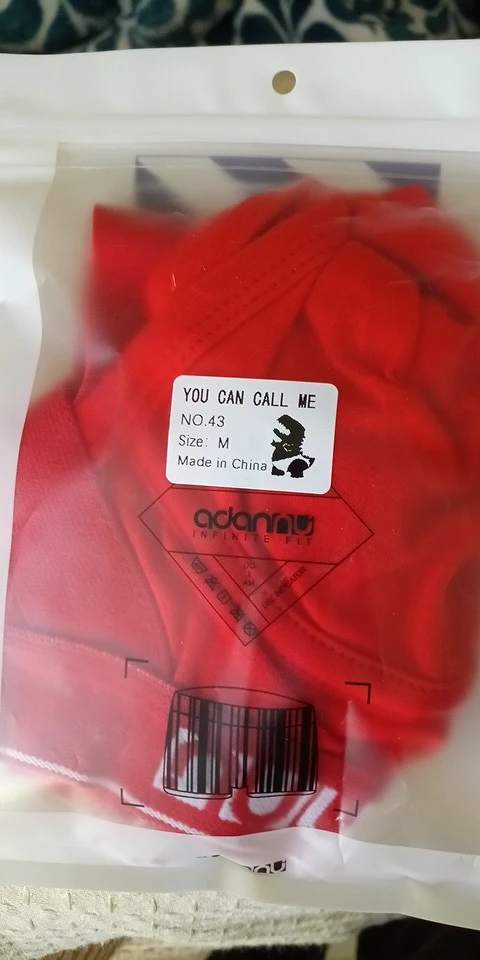 YOU CAN CALL ME
NO.43
Size: M
Made in China
adannu
INFINITE FIT